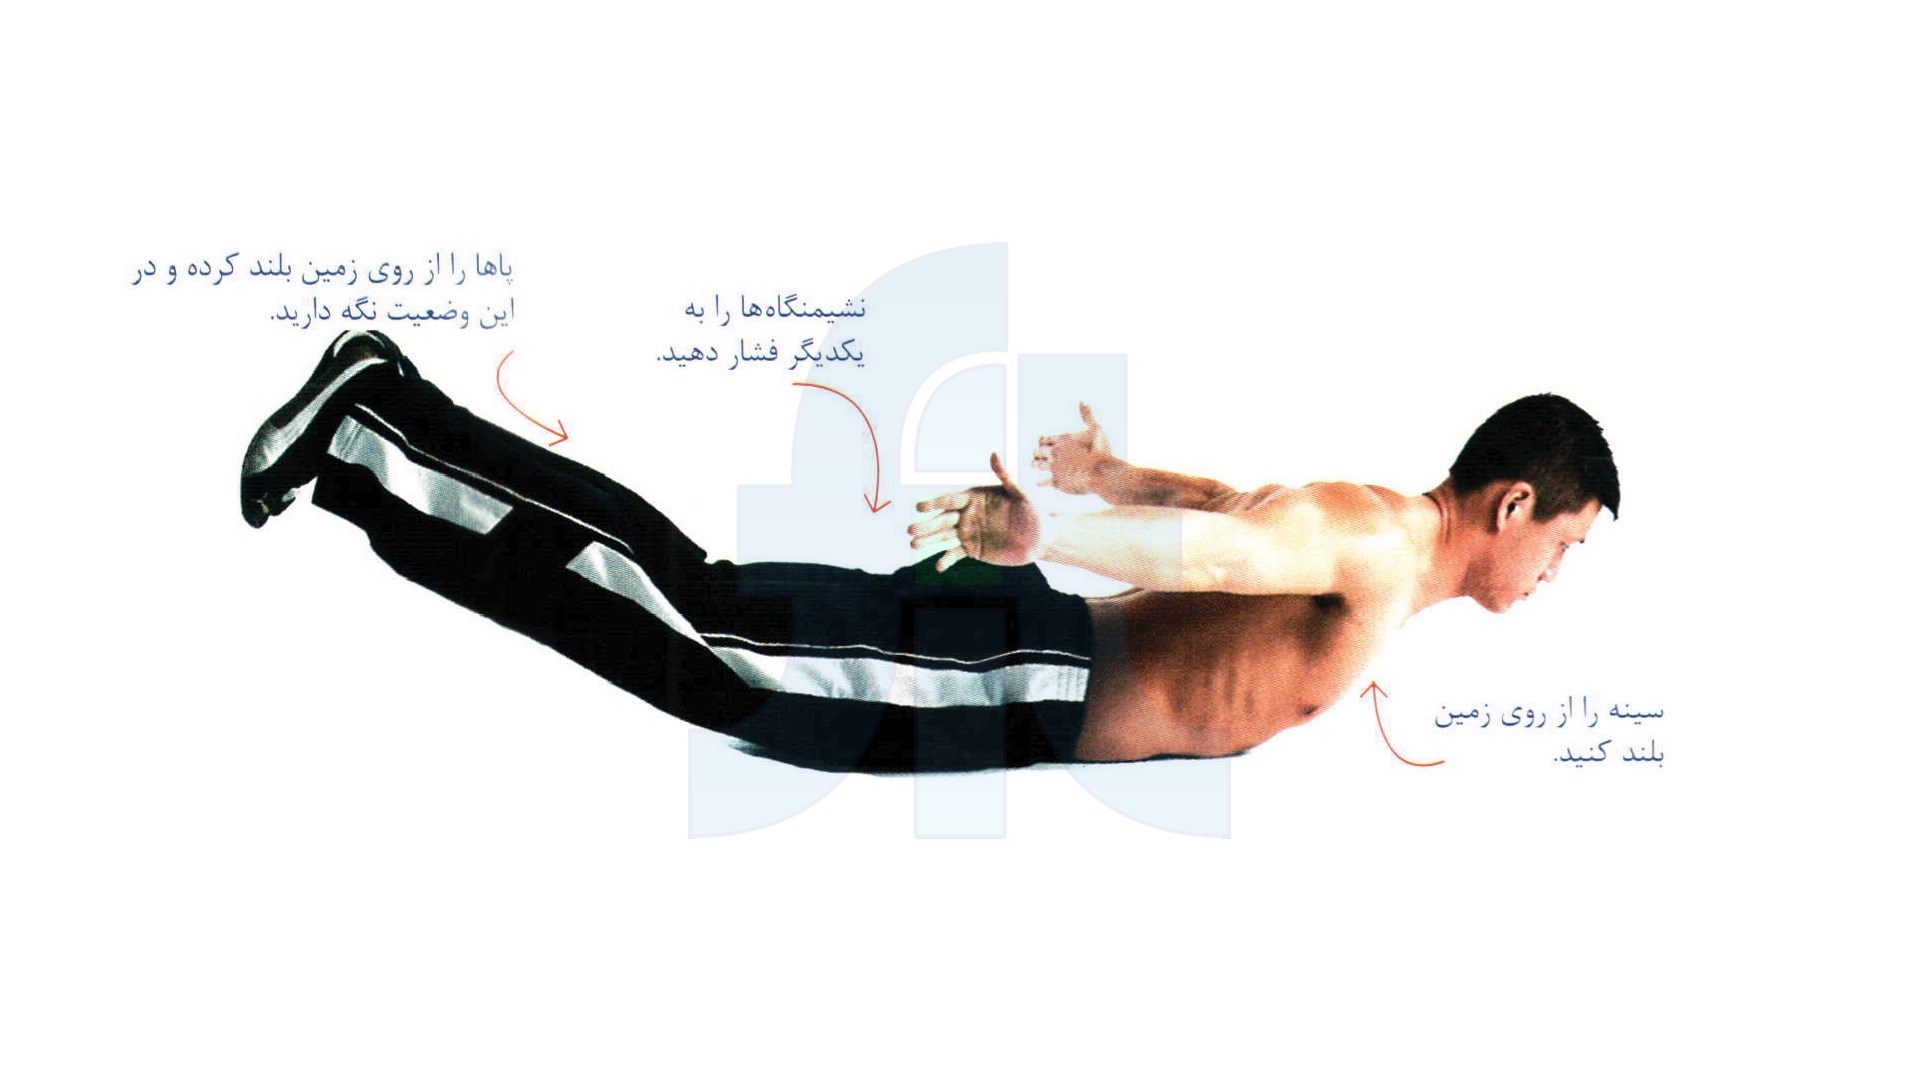 پاها را از روی زمین بلند کرده و در
این وضعیت نگه دارید.
نشیمنگاه‌ها را به
یکدیگر فشار دهید.
سینه را از روی زمین
بلند کنید.